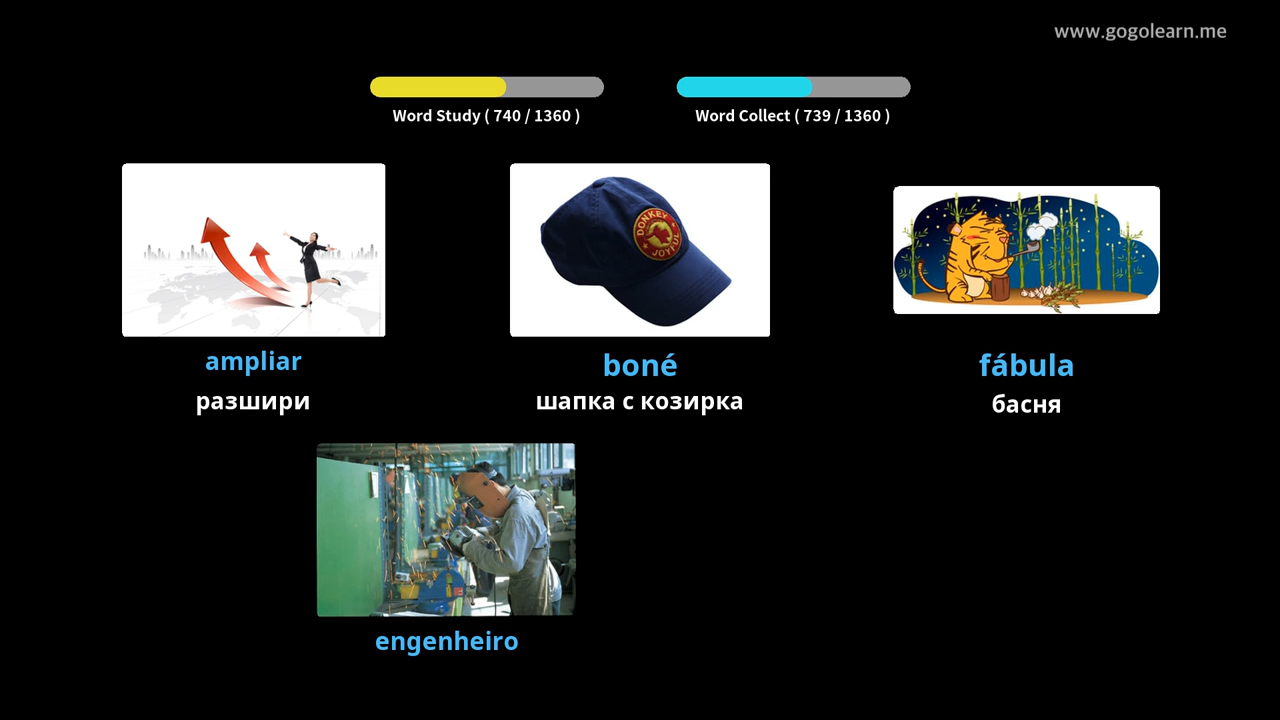 www.gogolearn.me
Word Study ( 740 / 1360 )
Word Collect ( 739 / 1360 )
DONKEY
JOYFUL
ampliar
boné
fábula
разшири
шапка с козирка
басня
engenheiro